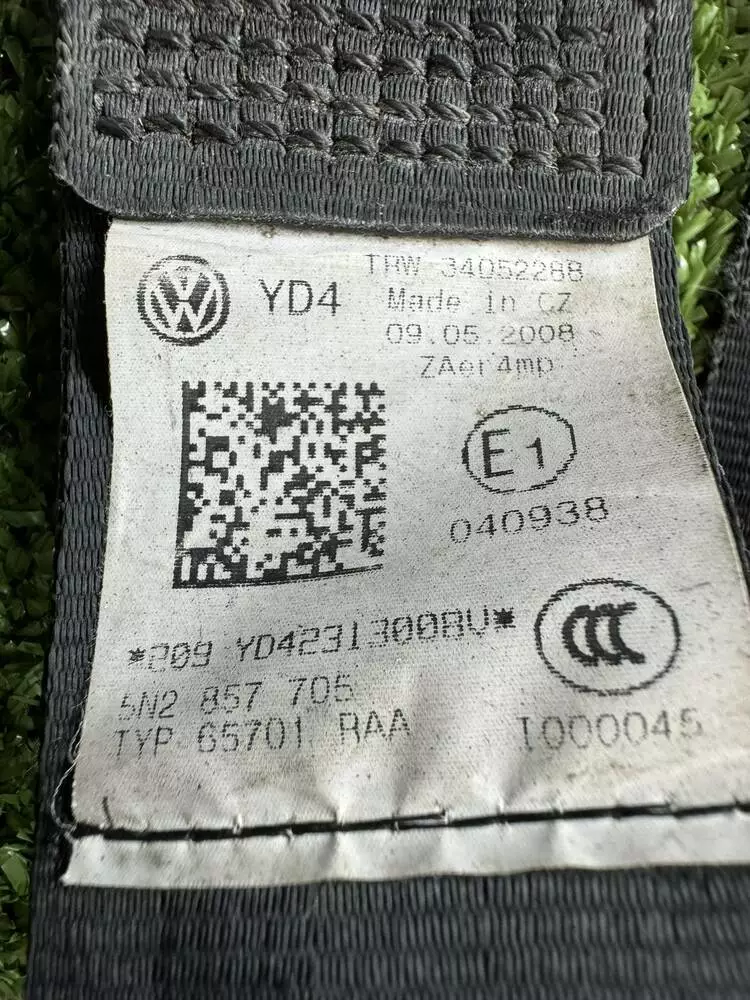 YD4
TRW 34052288
Made in CZ
09.05.2008
ZAer4mp
E1
040938
*209 YD42313008V*
5N2 857 705
TYP 65701 RAA
I000045